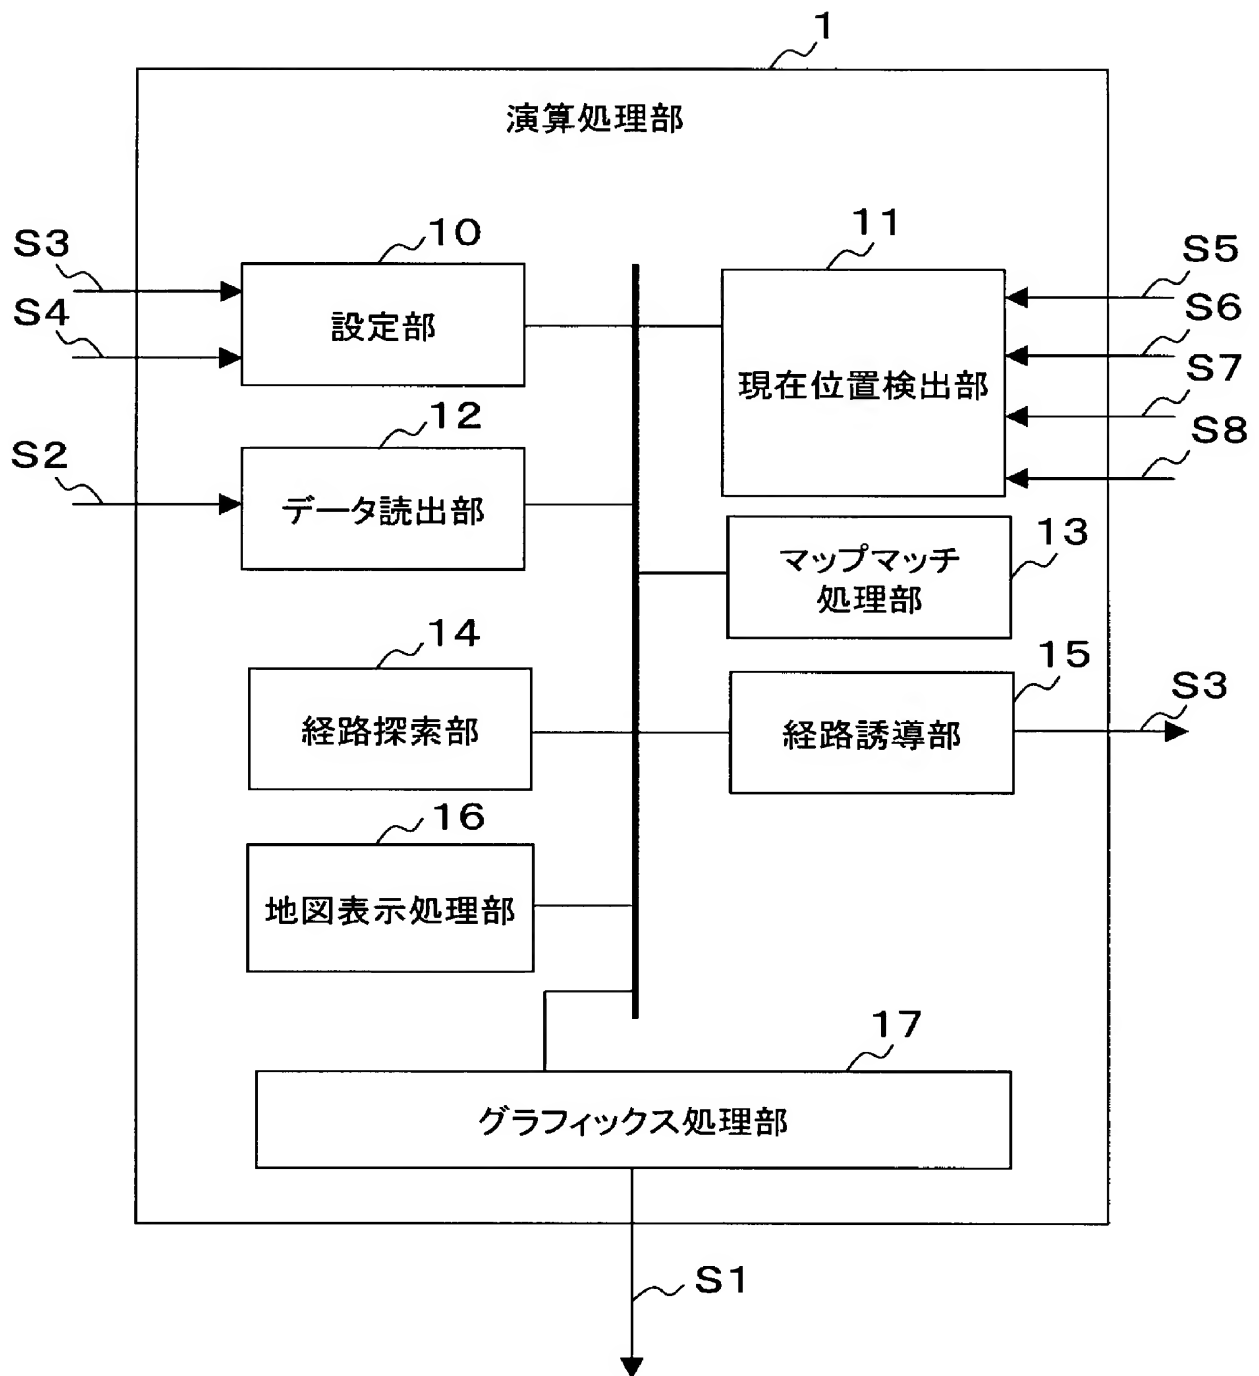 1
演算処理部
10
11
S3
S5
S4
設定部
S6
現在位置検出部
S7
12
S8
S2
データ読出部
13
マップマッチ
処理部
14
15
S3
経路探索部
経路誘導部
16
地図表示処理部
17
グラフィックス処理部
S1